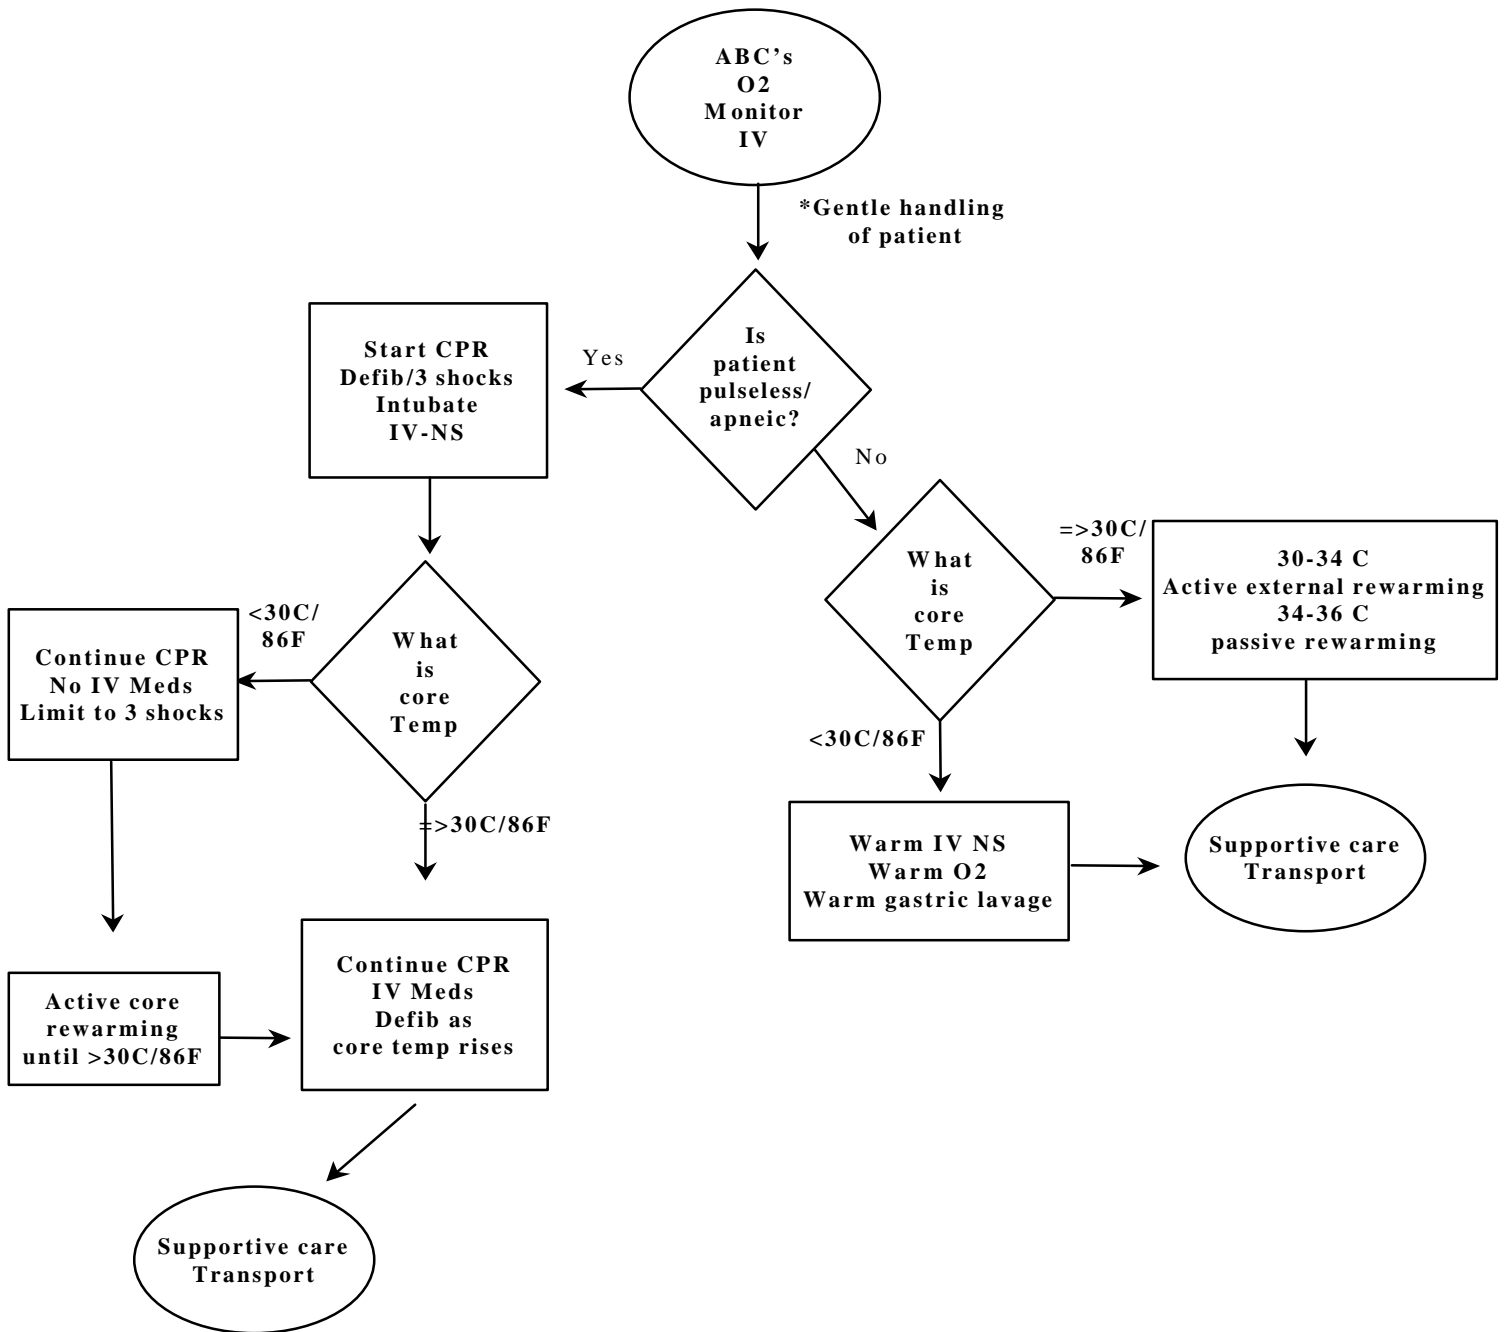 ABC's
O2
Monitor
IV
*Gentle handling
of patient
Is
patient
pulseless/
apneic?
Yes
No
Start CPR
Defib/3 shocks
Intubate
IV-NS
What
is
core
Temp
=>30C/
86F
30-34 C
Active external rewarming
34-36 C
passive rewarming
<30C/
86F
What
is
core
Temp
Continue CPR
No IV Meds
Limit to 3 shocks
<30C/86F
=>30C/86F
Warm IV NS
Warm O2
Warm gastric lavage
Supportive care
Transport
Continue CPR
IV Meds
Defib as
core temp rises
Active core
rewarming
until >30C/86F
Supportive care
Transport